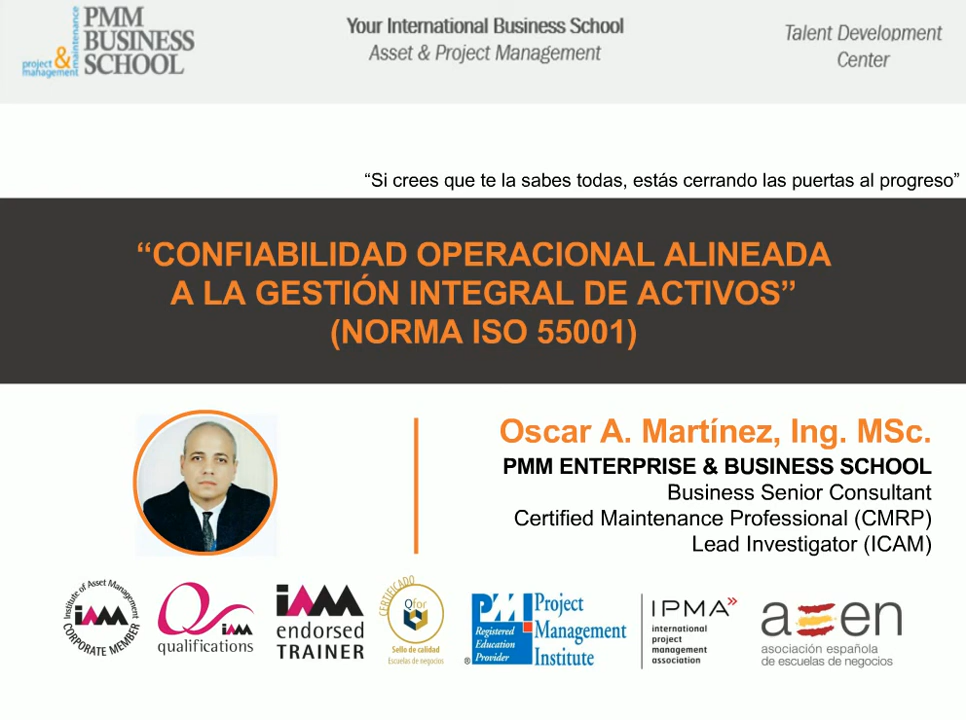 PMM
BUSINESS
SCHOOL
project
&
management
maintenance
Your International Business School
Asset & Project Management
Talent Development
Center
“Si crees que te la sabes todas, estás cerrando las puertas al progreso”
“CONFIABILIDAD OPERACIONAL ALINEADA
A LA GESTIÓN INTEGRAL DE ACTIVOS”
(NORMA ISO 55001)
Oscar A. Martínez, Ing. MSc.
PMM ENTERPRISE & BUSINESS SCHOOL
Business Senior Consultant
Certified Maintenance Professional (CMRP)
Lead Investigator (ICAM)
Institute of Asset Management
iAM
CORPORATE MEMBER
iAM
qualifications
iAM
endorsed
TRAINER
CERTIFICADO
Qfor
Sello de calidad
Escuelas de negocios
PMI
Registered
Education
Provider
®
Project
Management
Institute
IPMA
international
project
management
association
aeen
asociación española
de escuelas de negocios